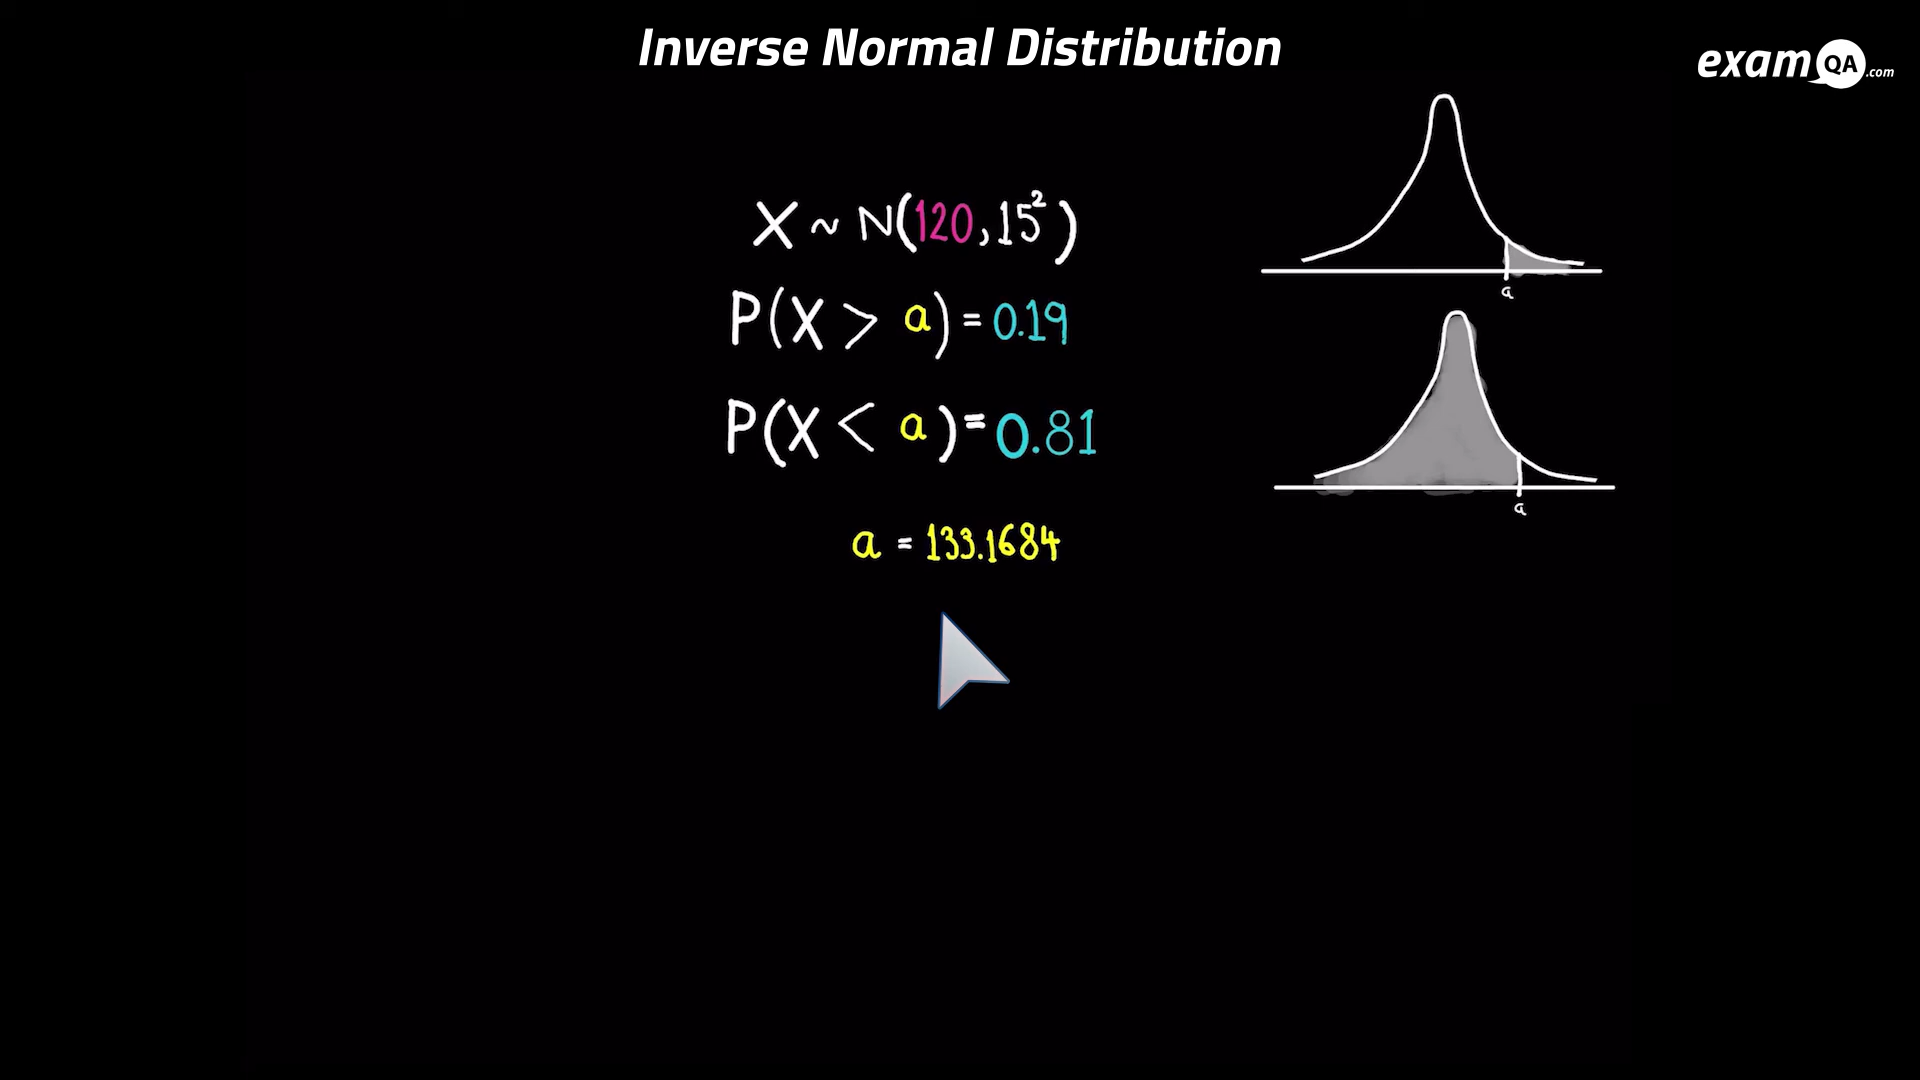 Inverse Normal Distribution
examQA.com
X ~ N(120, 15²)
P(X > a) = 0.19
P(X < a) = 0.81
a = 133.1684
a
a